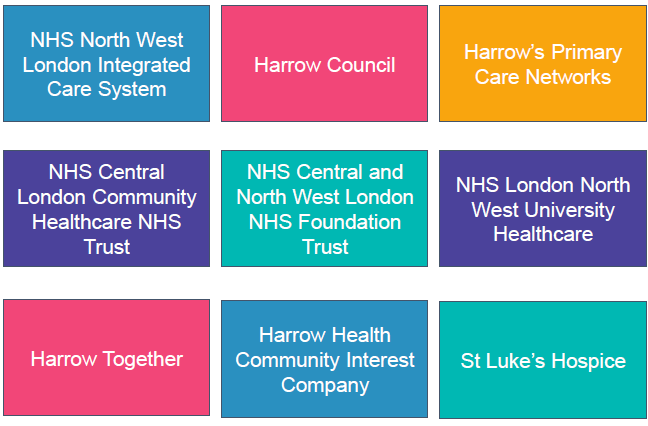 NHS North West
London Integrated
Care System
Harrow Council
Harrow's Primary
Care Networks
NHS Central
London Community
Healthcare NHS
Trust
NHS Central and
North West London
NHS Foundation
Trust
NHS London North
West University
Healthcare
Harrow Together
Harrow Health
Community Interest
Company
St Luke's Hospice